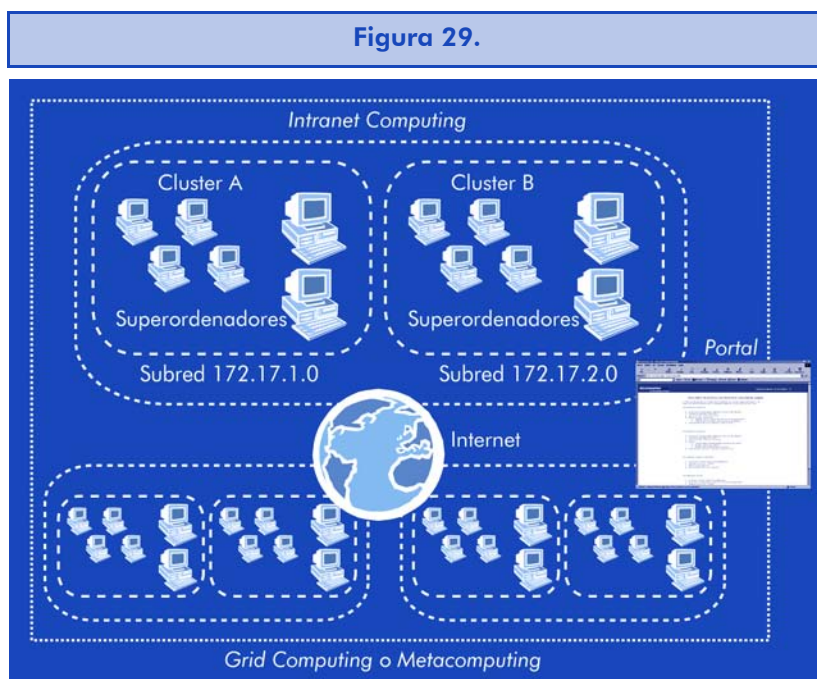 Figura 29.
Intranet Computing
Cluster A
Cluster B
Superordenadores
Superordenadores
Portal
Subred 172.17.1.0
Subred 172.17.2.0
Internet
Grid Computing o Metacomputing